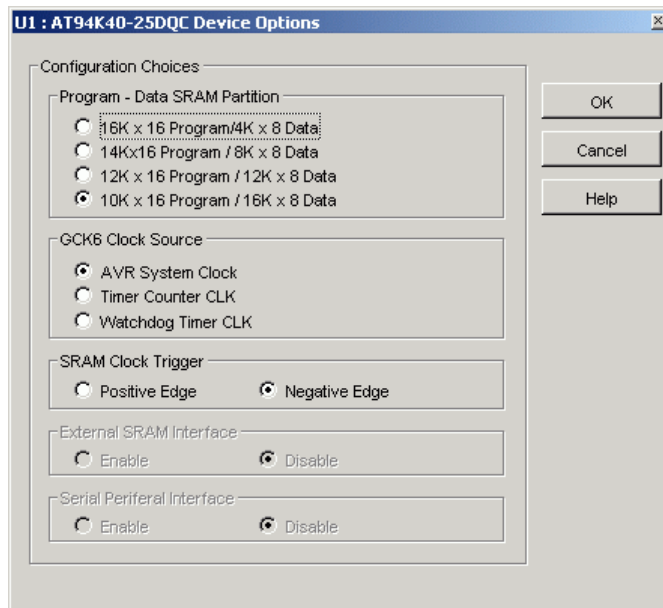 U1 : AT94K40-25DQC Device Options
Configuration Choices
Program - Data SRAM Partition
16K x 16 Program/4K x 8 Data
14Kx16 Program / 8K x 8 Data
12K x 16 Program / 12K x 8 Data
10K x 16 Program / 16K x 8 Data
GCK6 Clock Source
AVR System Clock
Timer Counter CLK
Watchdog Timer CLK
SRAM Clock Trigger
Positive Edge Negative Edge
External SRAM Interface
Enable Disable
Serial Periferal Interface
Enable Disable
OK
Cancel
Help